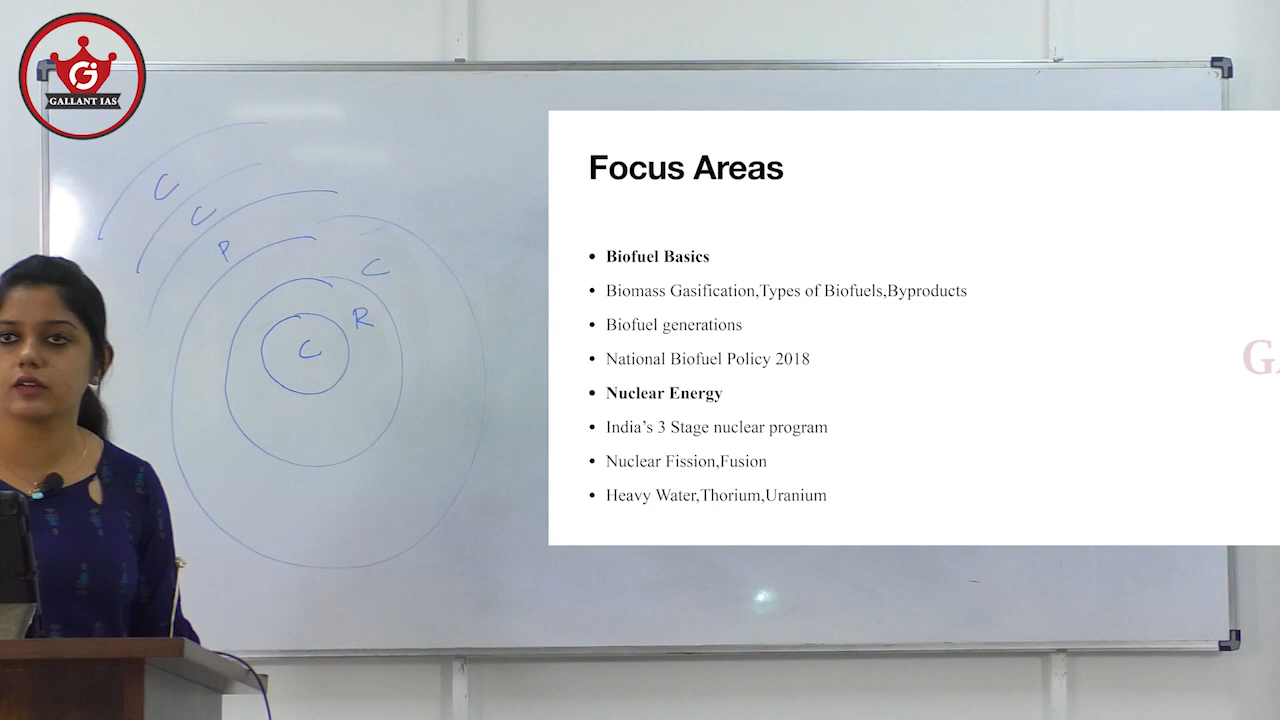 GALLANT IAS
C
C
P
C
R
C
Focus Areas
• Biofuel Basics
• Biomass Gasification,Types of Biofuels,Byproducts
• Biofuel generations
• National Biofuel Policy 2018
• Nuclear Energy
• India’s 3 Stage nuclear program
• Nuclear Fission,Fusion
• Heavy Water,Thorium,Uranium